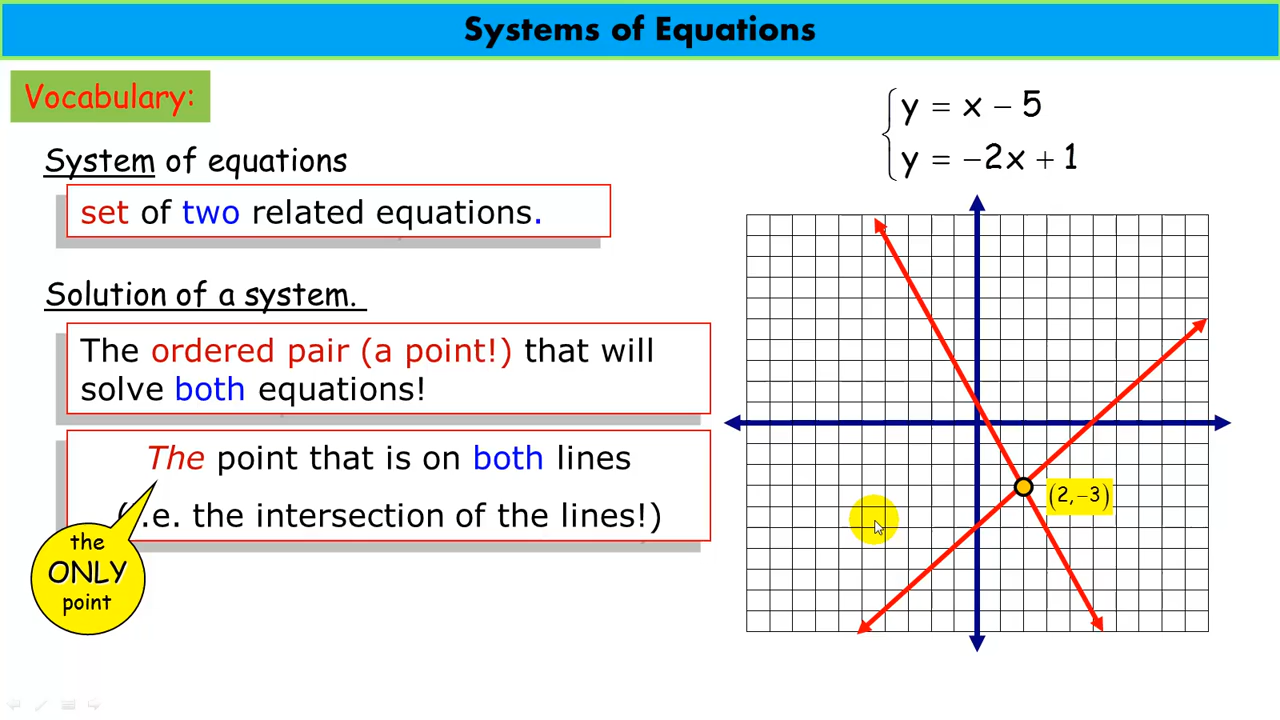 Systems of Equations
Vocabulary:
System of equations
set of two related equations.
Solution of a system.
The ordered pair (a point!) that will
solve both equations!
The point that is on both lines
(i.e. the intersection of the lines!)
the
ONLY
point
y = x − 5
y = −2x + 1
(2, −3)